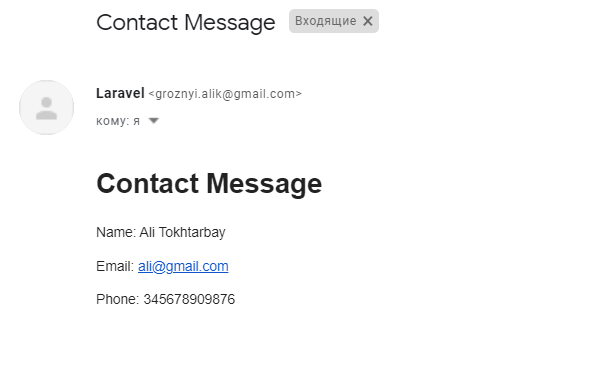 Contact Message Входящие ✕
Laravel <groznyi.alik@gmail.com>
кому: я
Contact Message
Name: Ali Tokhtarbay
Email: ali@gmail.com
Phone: 345678909876